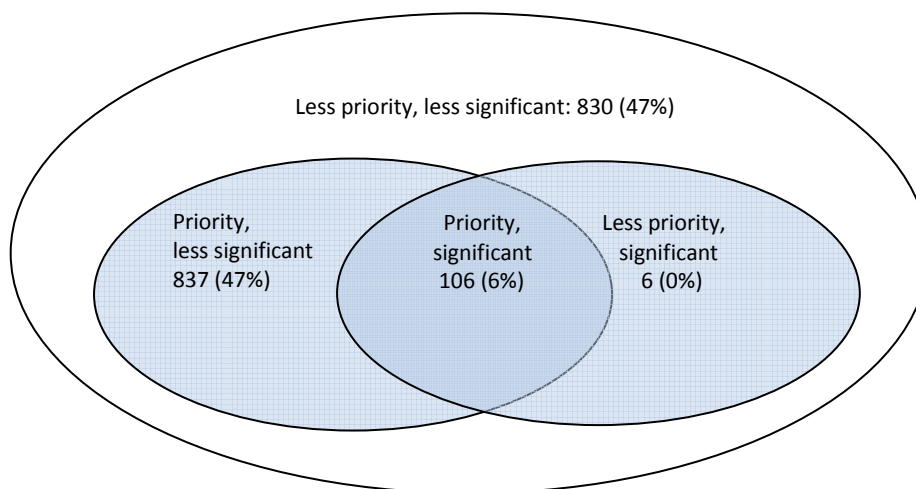 Less priority, less significant: 830 (47%)
Priority,
less significant
837 (47%)
Priority,
significant
106 (6%)
Less priority,
significant
6 (0%)